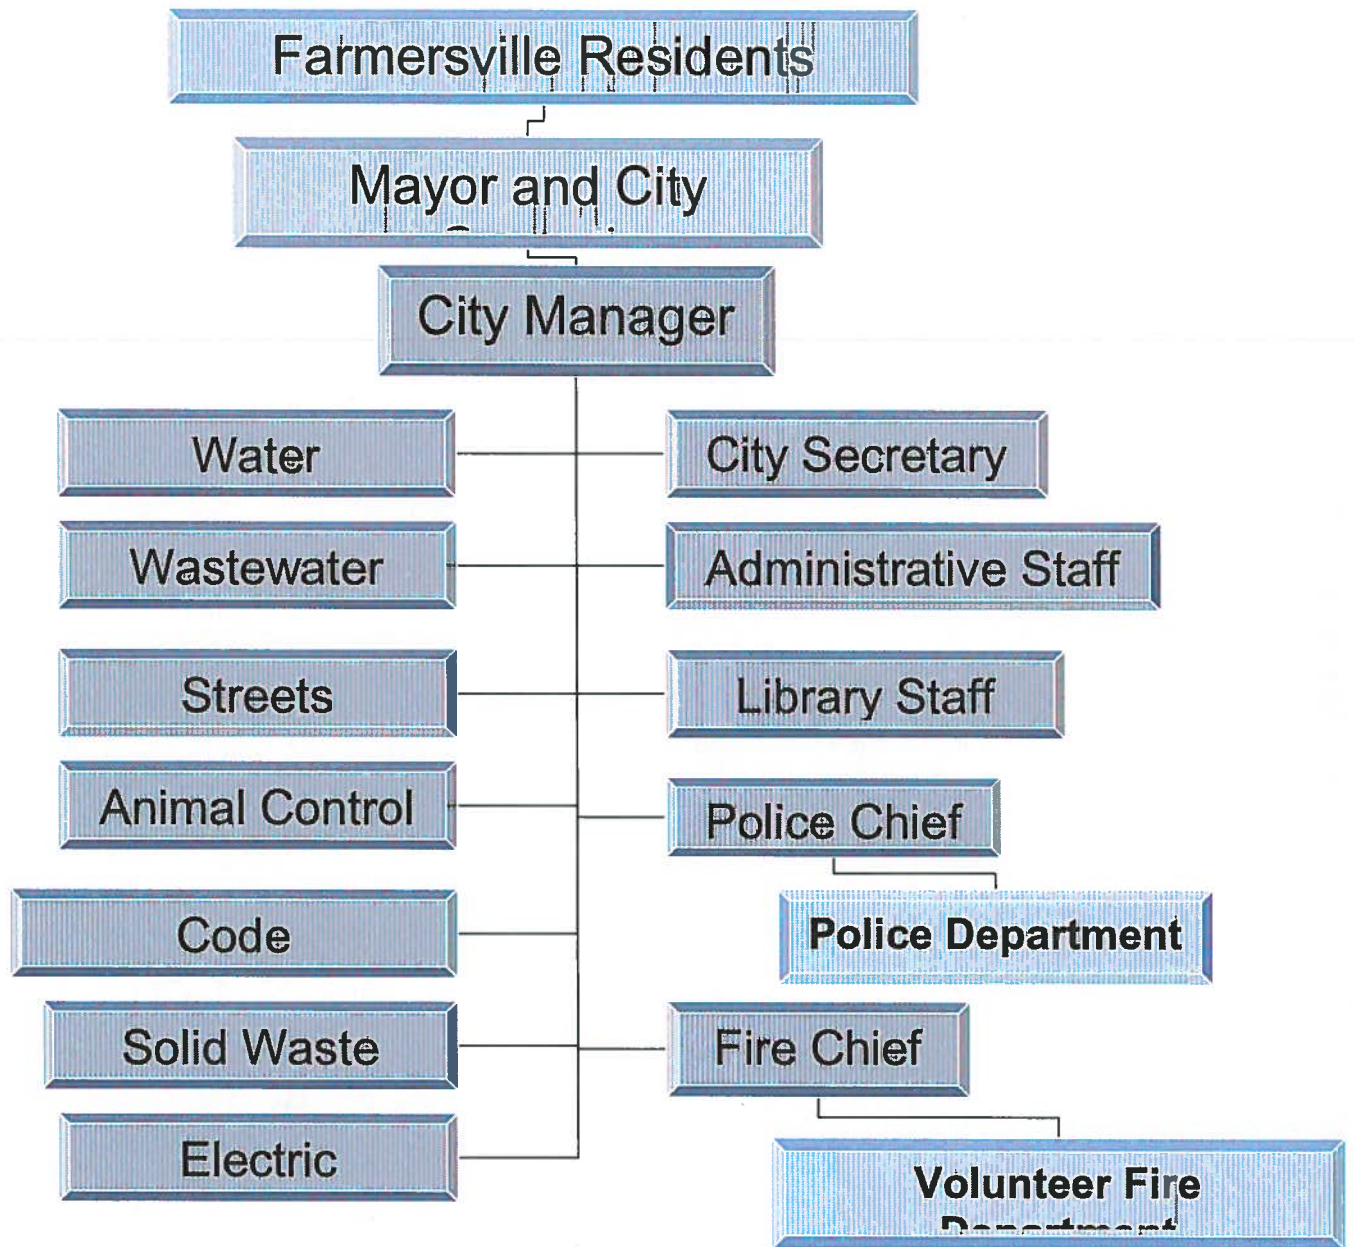 Farmersville Residents
Mayor and City
City Manager
Water
City Secretary
Wastewater
Administrative Staff
Streets
Library Staff
Animal Control
Police Chief
Code
Police Department
Solid Waste
Fire Chief
Electric
Volunteer Fire
Department